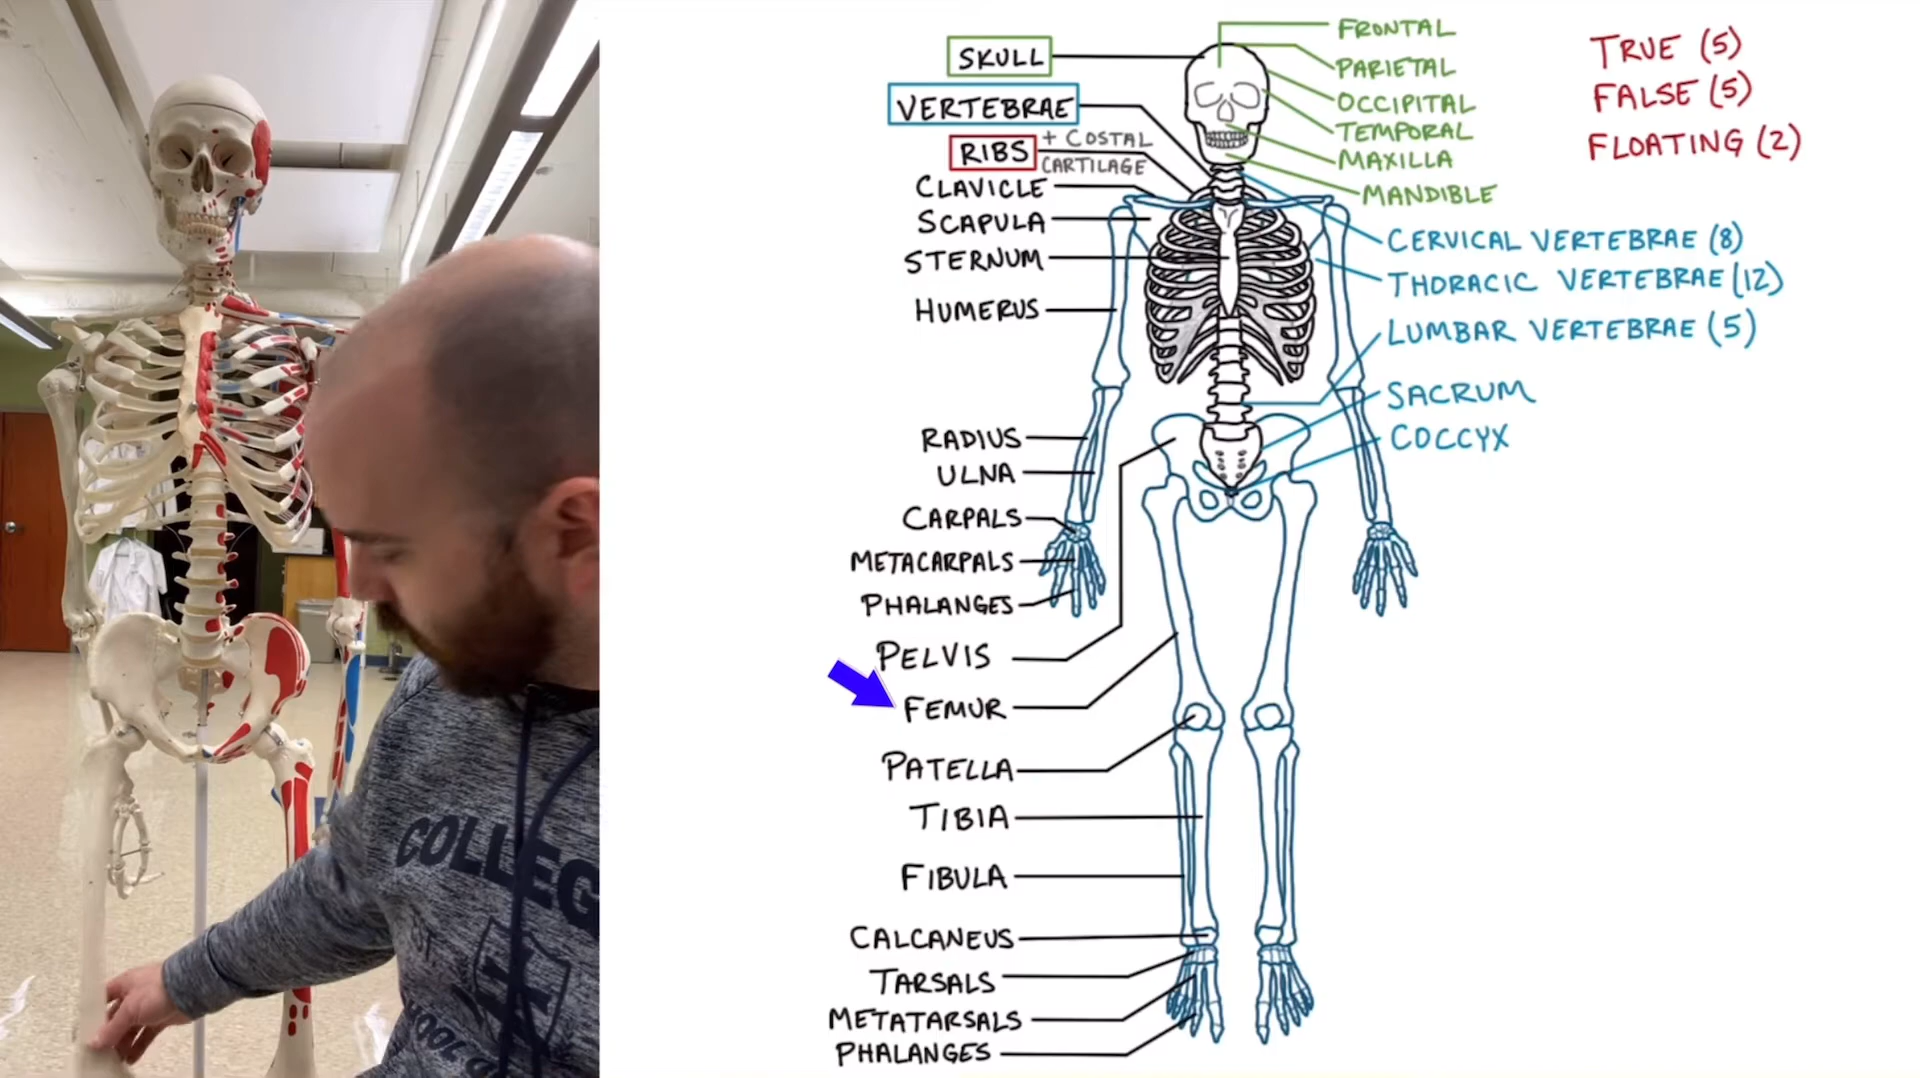 SKULL
VERTEBRAE
RIBS
+ COSTAL
CARTILAGE
CLAVICLE
SCAPULA
STERNUM
HUMERUS
RADIUS
ULNA
CARPALS
METACARPALS
PHALANGES
PELVIS
FEMUR
PATELLA
TIBIA
FIBULA
CALCANEUS
TARSALS
METATARSALS
PHALANGES
FRONTAL
PARIETAL
OCCIPITAL
TEMPORAL
MAXILLA
MANDIBLE
CERVICAL VERTEBRAE (8)
THORACIC VERTEBRAE (12)
LUMBAR VERTEBRAE (5)
SACRUM
COCCYX
TRUE (5)
FALSE (5)
FLOATING (2)
COLLEG